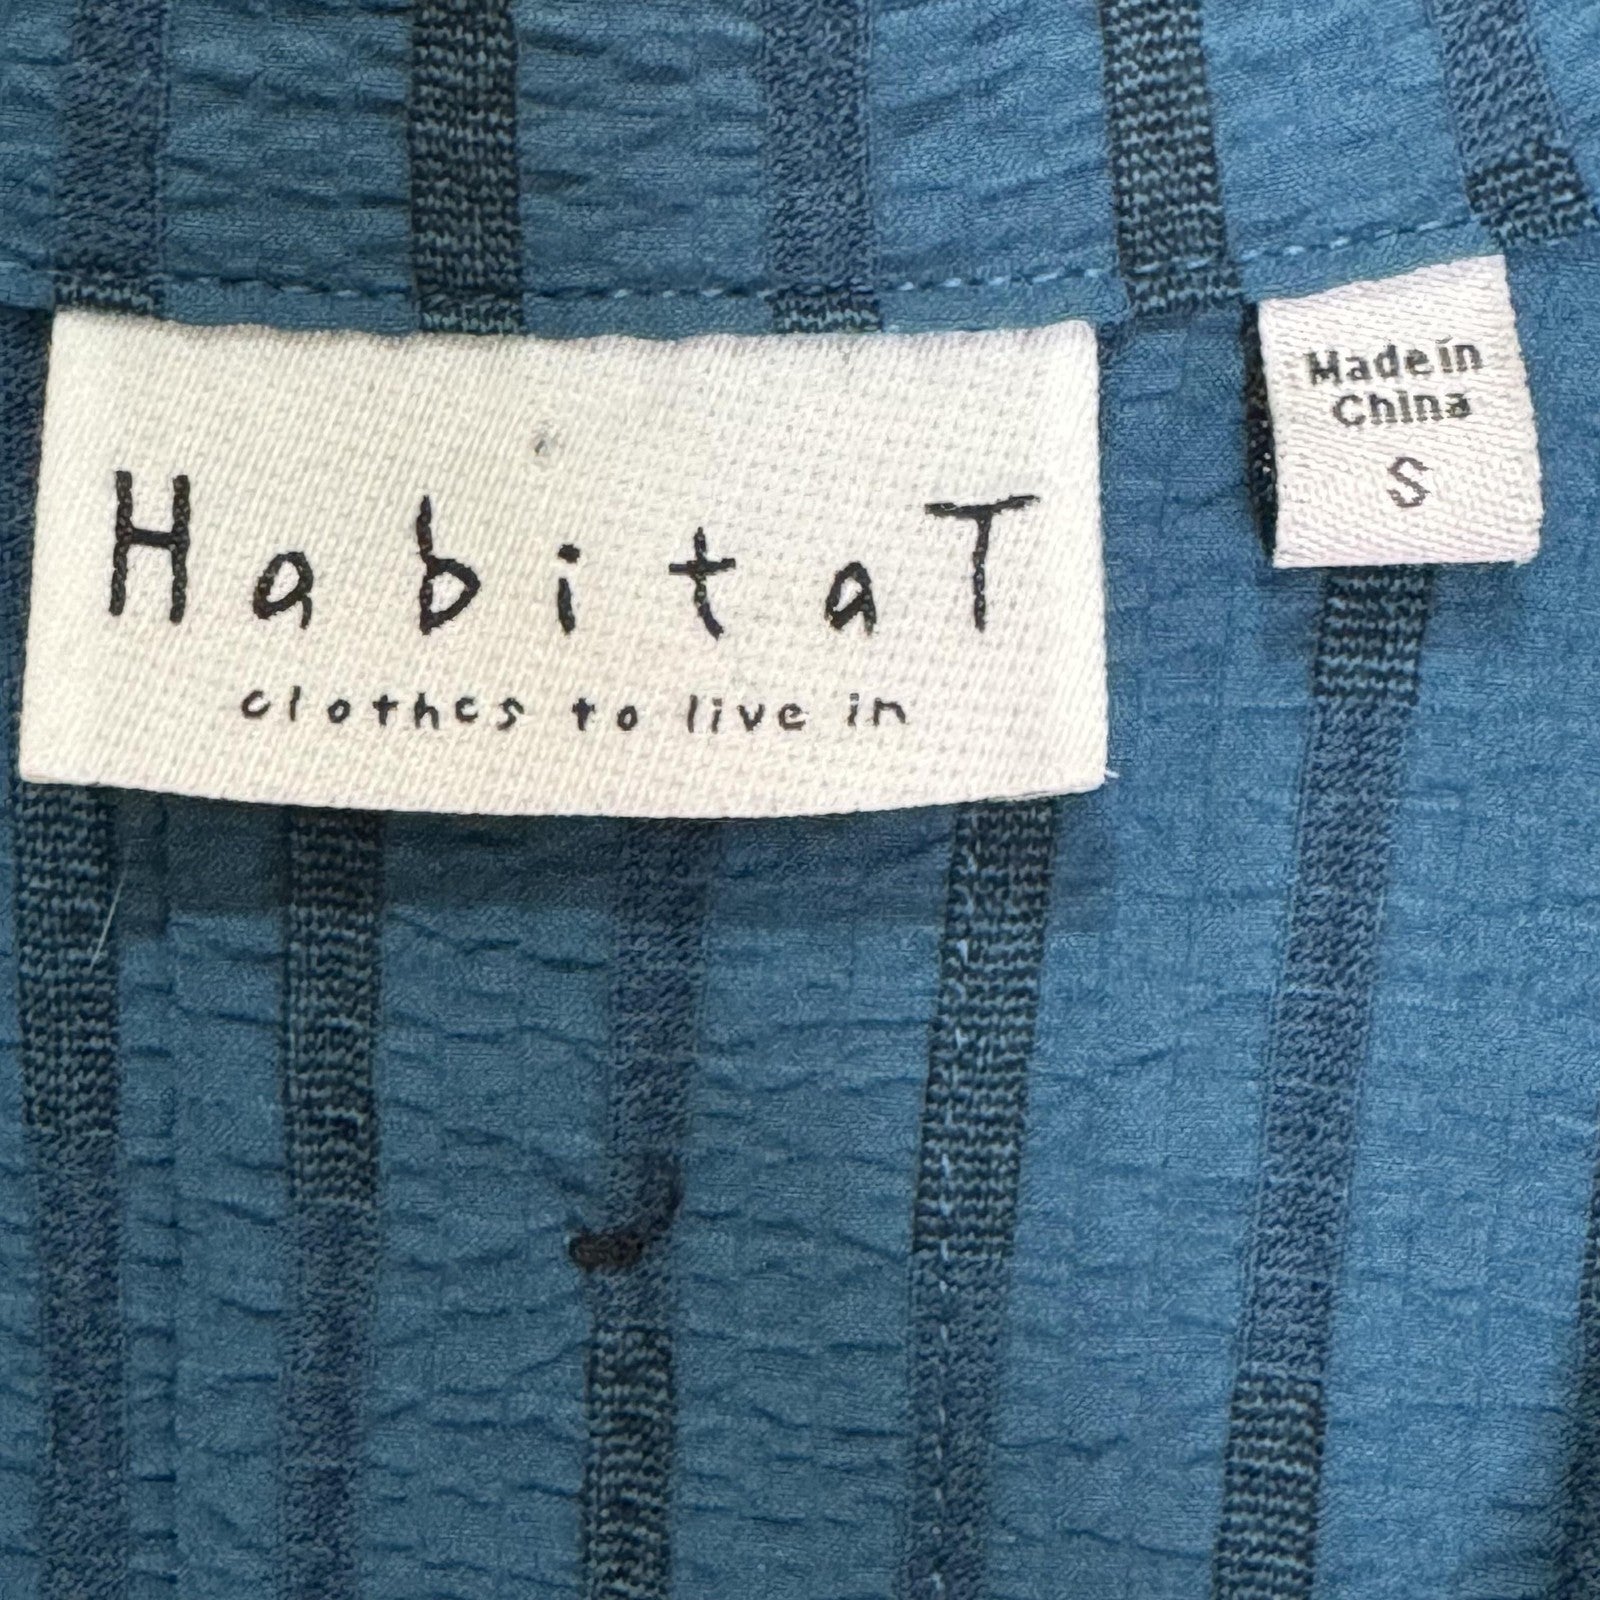 HabitaT
clothes to live in
Made in
China
S